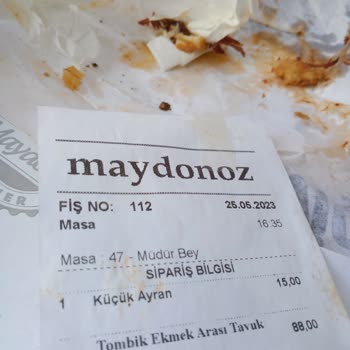 maydonoz
FİŞ NO: 112 25.05.2023
Masa 16:35
Masa : 47 - Müdür Bey
SİPARİŞ BİLGİSİ
1 Küçük Ayran 15,00
Tombik Ekmek Arası Tavuk 88,00